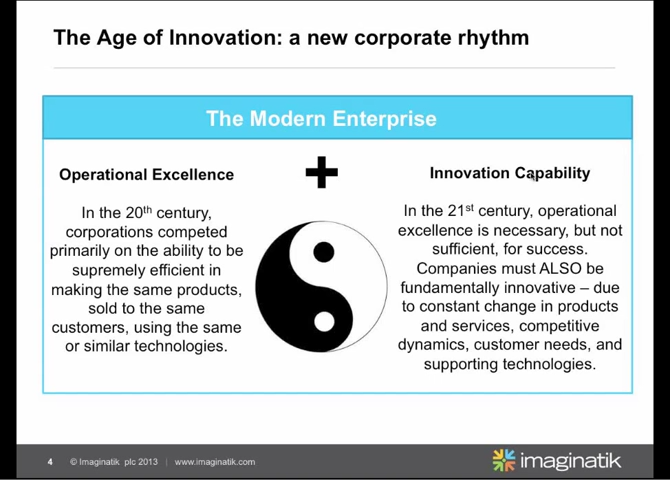 The Age of Innovation: a new corporate rhythm
The Modern Enterprise
Operational Excellence
In the 20th century,
corporations competed
primarily on the ability to be
supremely efficient in
making the same products,
sold to the same
customers, using the same
or similar technologies.
+
Innovation Capability
In the 21st century, operational
excellence is necessary, but not
sufficient, for success.
Companies must ALSO be
fundamentally innovative – due
to constant change in products
and services, competitive
dynamics, customer needs, and
supporting technologies.
4 © Imaginatik plc 2013 | www.imaginatik.com
imaginatik